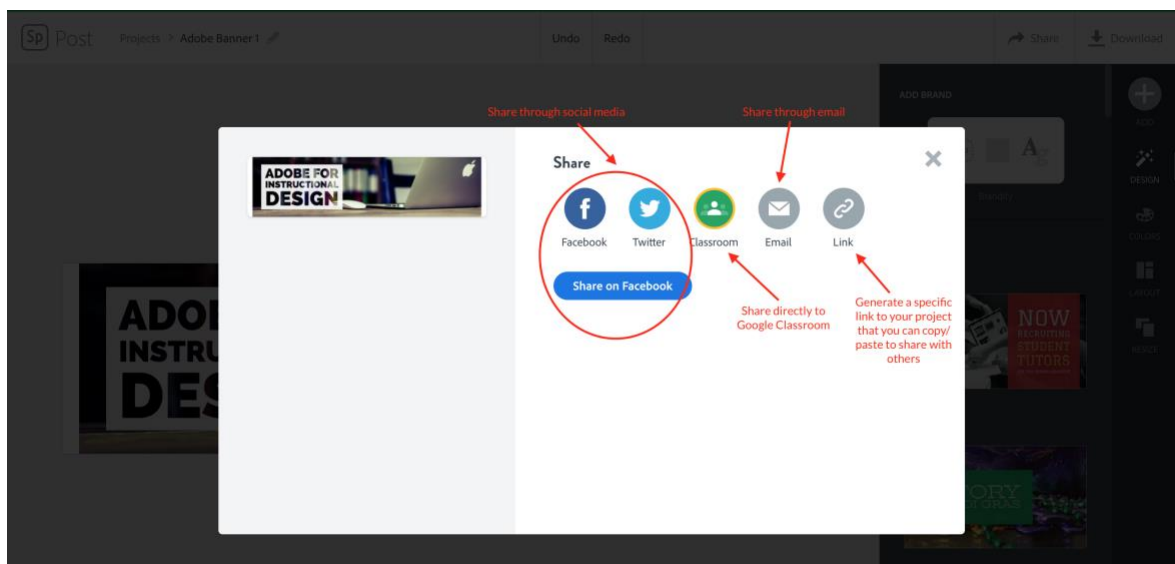 Sp Post Projects > Adobe Banner1 Undo Redo Share Download
ADD BRAND
ADD
DESIGN
COLORS
LAYOUT
RESIZE
Share through social media
Share through email
ADOBE FOR
INSTRUCTIONAL
DESIGN
Share
Facebook Twitter Classroom Email Link
Share on Facebook
Share directly to
Google Classroom
Generate a specific
link to your project
that you can copy/
paste to share with
others
NOW
RECRUITING
STUDENT
TUTORS